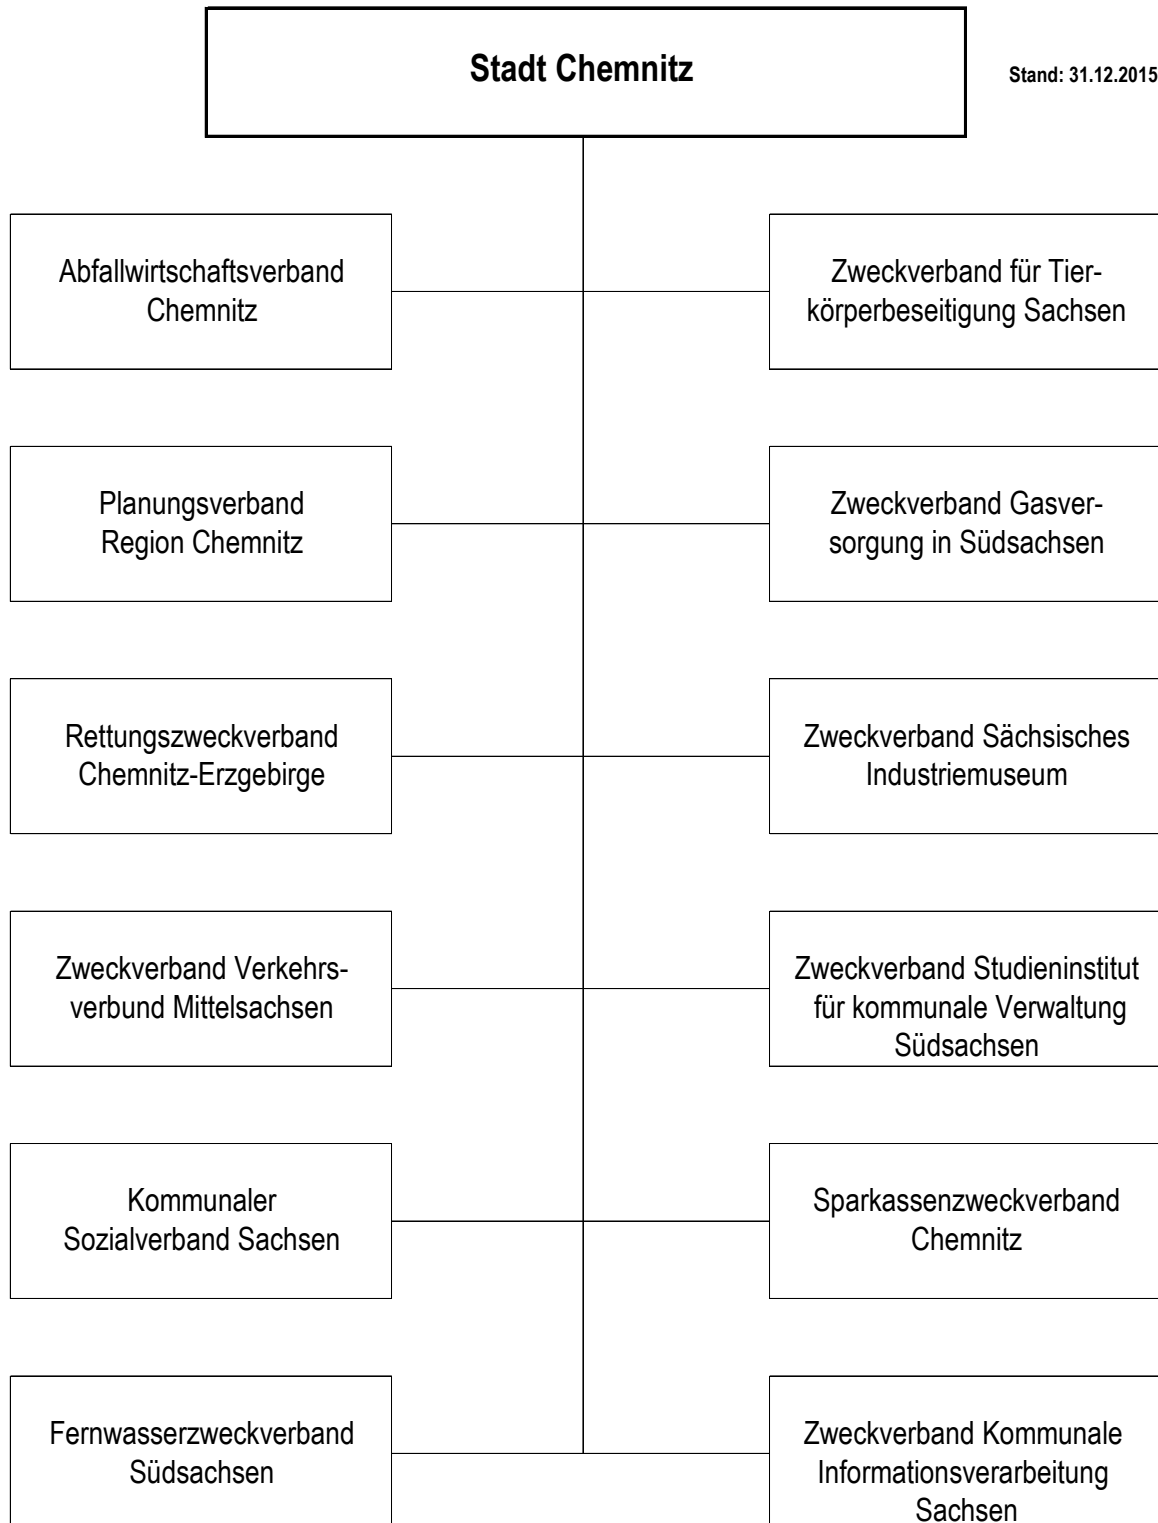 Stadt Chemnitz
Stand: 31.12.2015
Abfallwirtschaftsverband
Chemnitz
Zweckverband für Tier-
körperbeseitigung Sachsen
Planungsverband
Region Chemnitz
Zweckverband Gasver-
sorgung in Südsachsen
Rettungszweckverband
Chemnitz-Erzgebirge
Zweckverband Sächsisches
Industriemuseum
Zweckverband Verkehrs-
verbund Mittelsachsen
Zweckverband Studieninstitut
für kommunale Verwaltung
Südsachsen
Kommunaler
Sozialverband Sachsen
Sparkassenzweckverband
Chemnitz
Fernwasserzweckverband
Südsachsen
Zweckverband Kommunale
Informationsverarbeitung
Sachsen